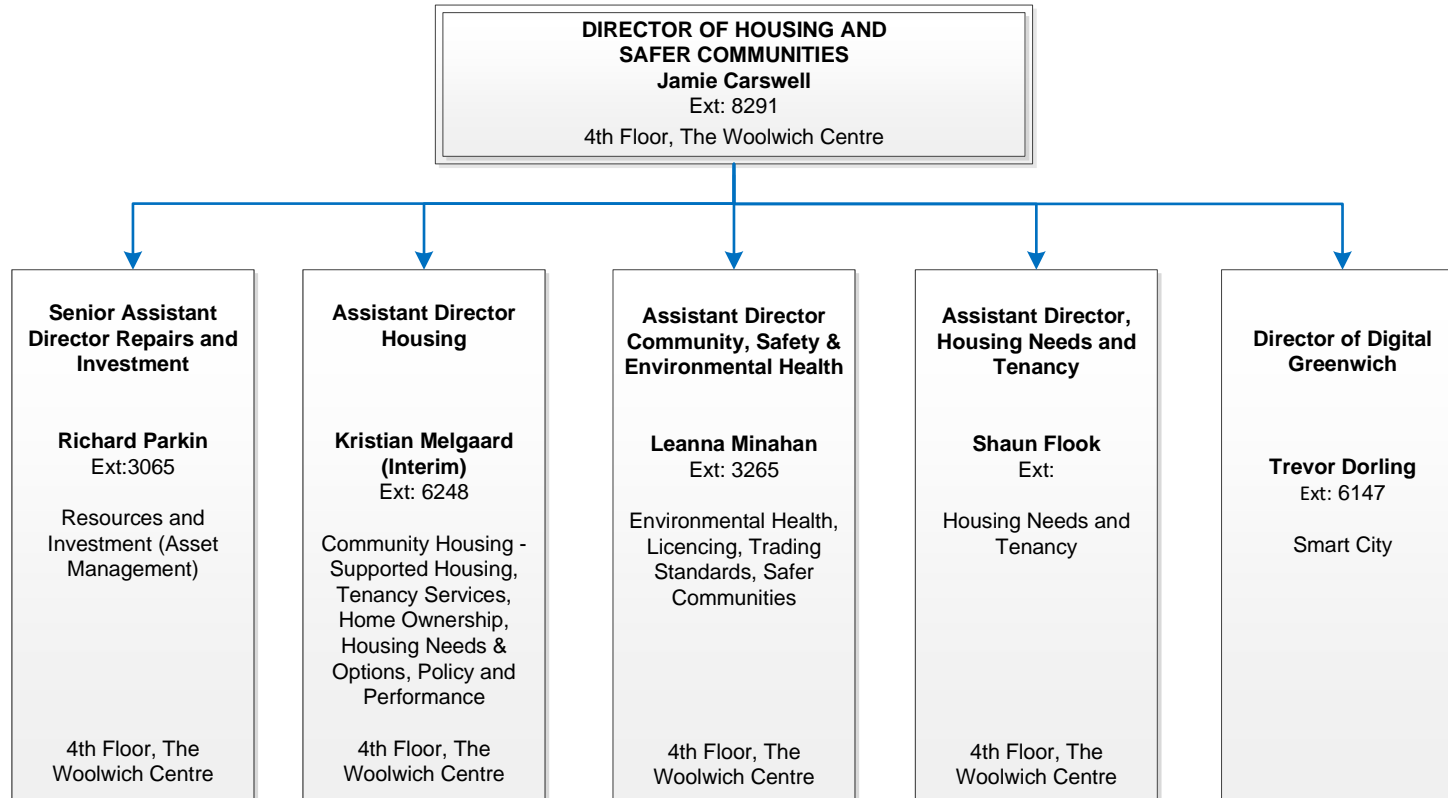 DIRECTOR OF HOUSING AND
SAFER COMMUNITIES
Jamie Carswell
Ext: 8291
4th Floor, The Woolwich Centre
Senior Assistant
Director Repairs and
Investment
Richard Parkin
Ext:3065
Resources and
Investment (Asset
Management)
4th Floor, The
Woolwich Centre
Assistant Director
Housing
Kristian Melgaard
(Interim)
Ext: 6248
Community Housing -
Supported Housing,
Tenancy Services,
Home Ownership,
Housing Needs &
Options, Policy and
Performance
4th Floor, The
Woolwich Centre
Assistant Director
Community, Safety &
Environmental Health
Leanna Minahan
Ext: 3265
Environmental Health,
Licencing, Trading
Standards, Safer
Communities
4th Floor, The
Woolwich Centre
Assistant Director,
Housing Needs and
Tenancy
Shaun Flook
Ext:
Housing Needs and
Tenancy
4th Floor, The
Woolwich Centre
Director of Digital
Greenwich
Trevor Dorling
Ext: 6147
Smart City